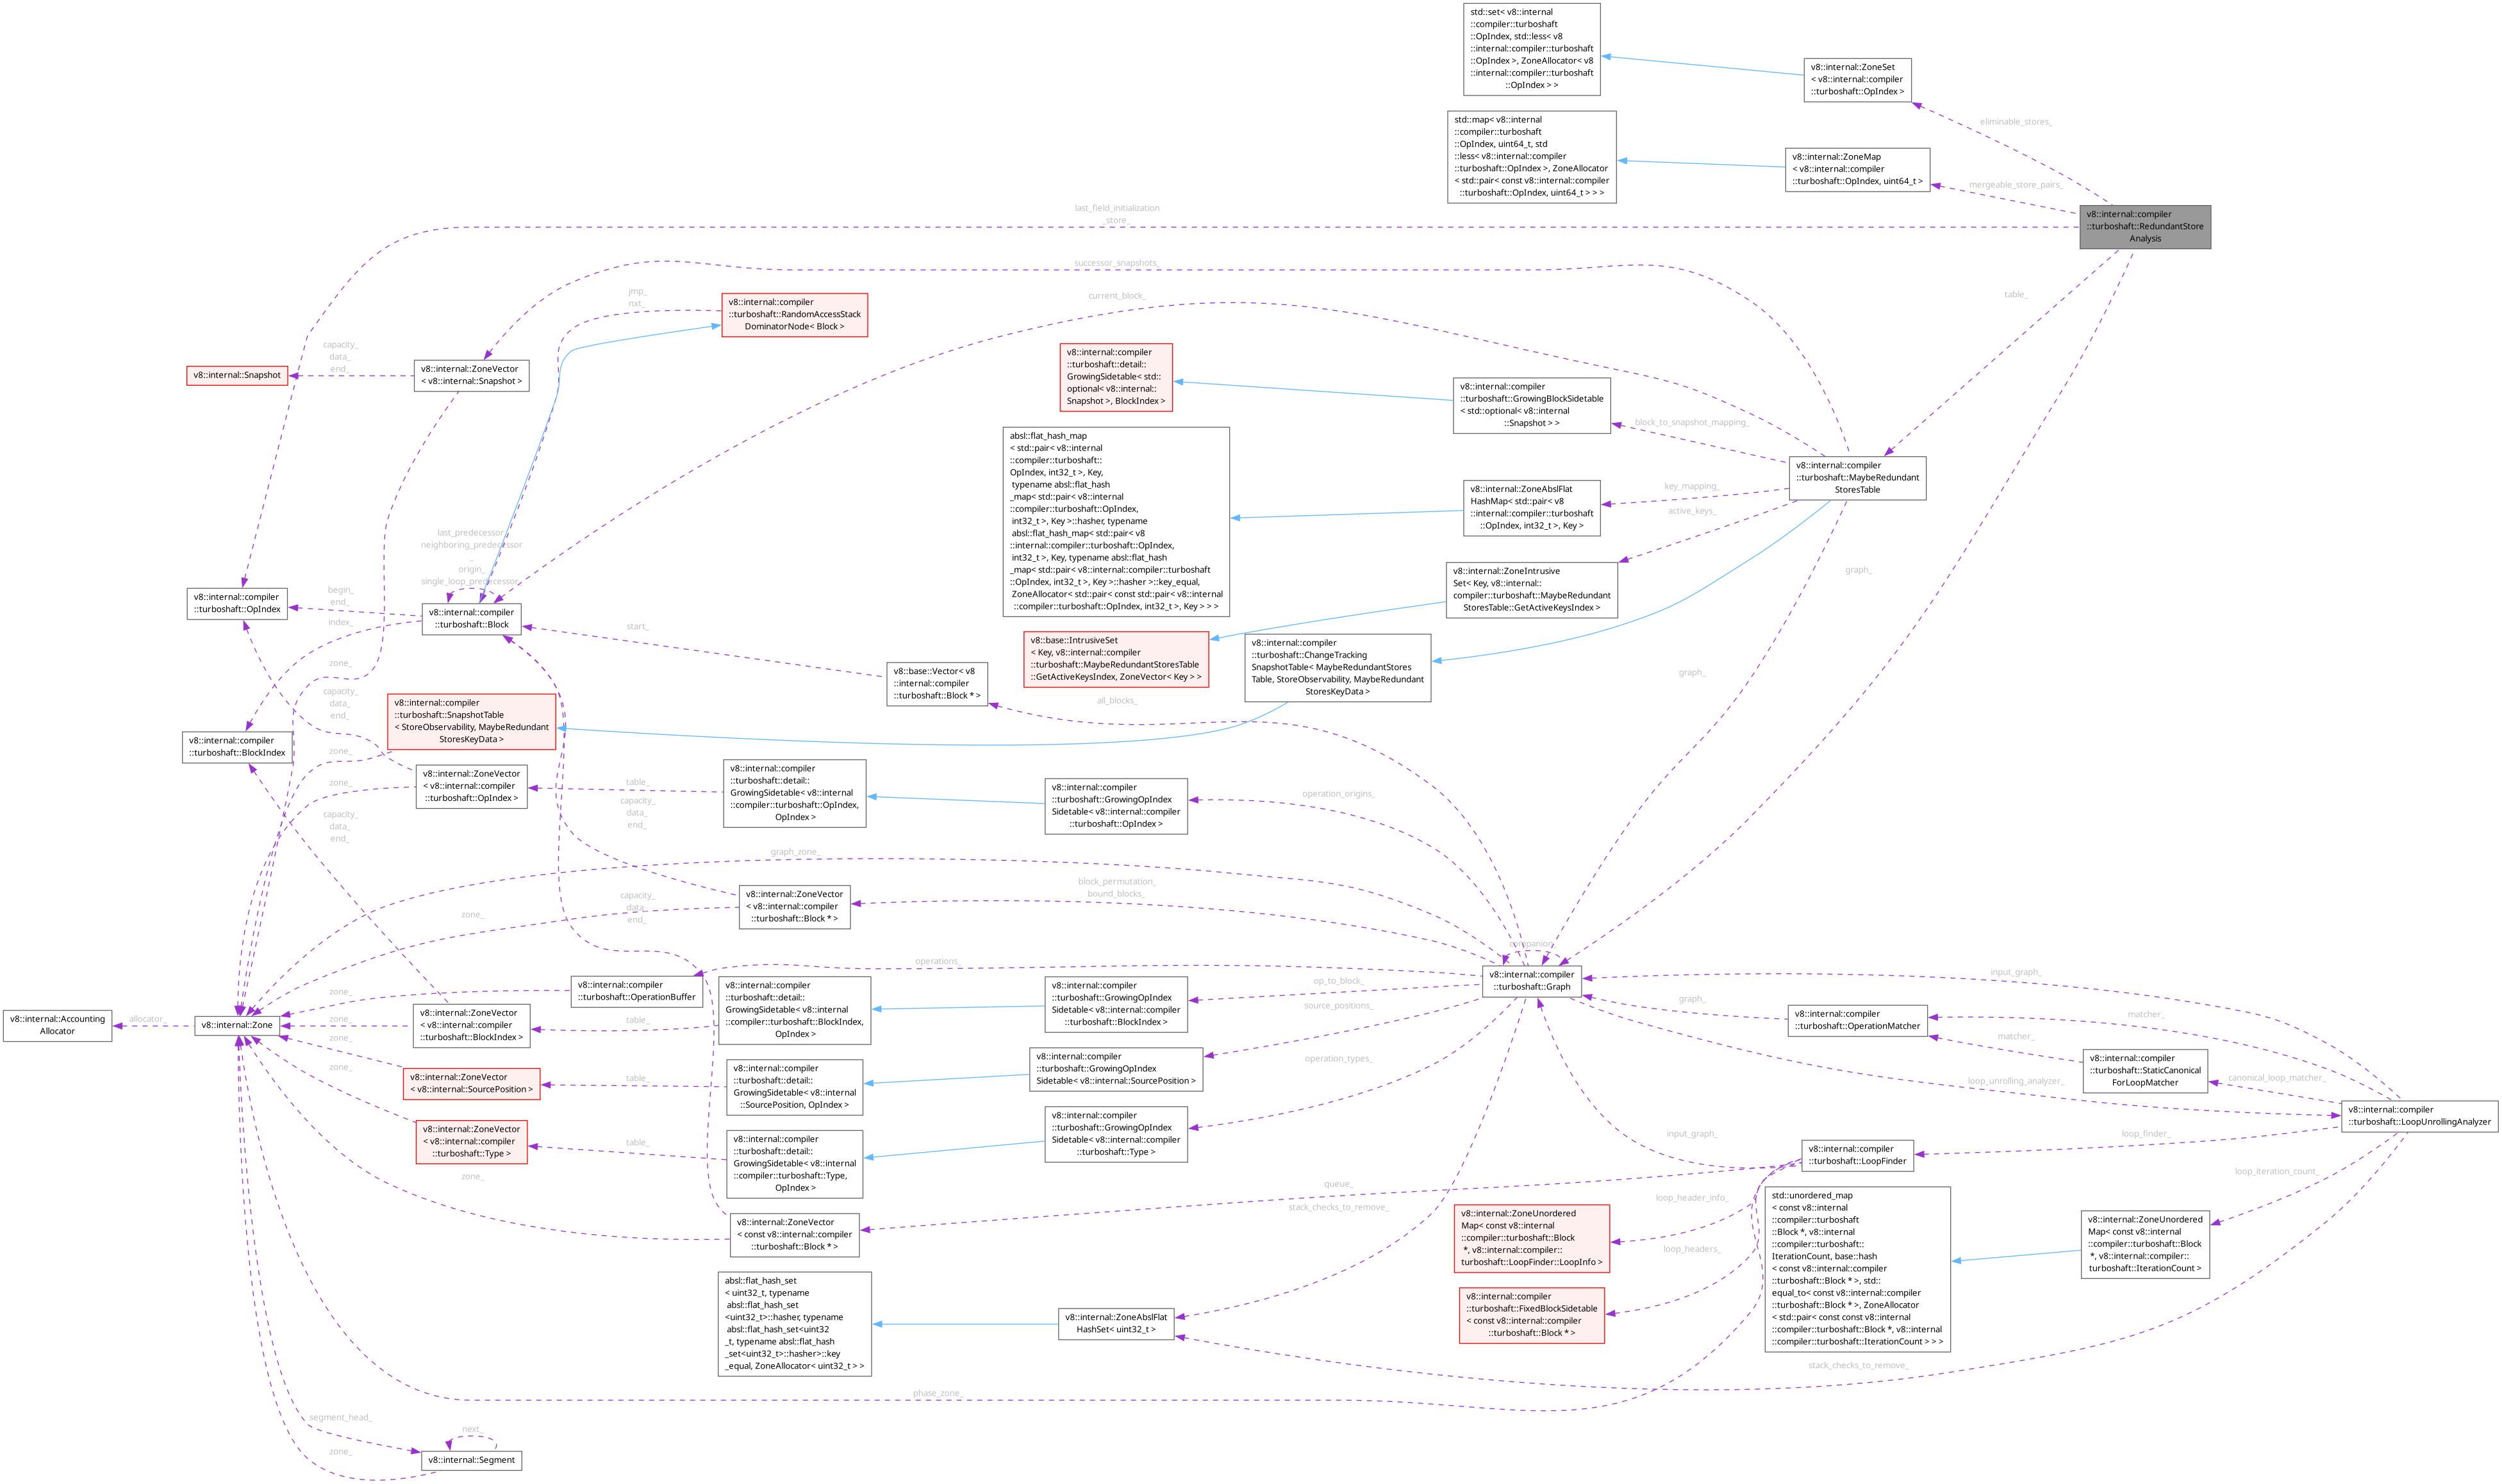 std::set< v8::internal
::compiler::turboshaft
::OpIndex, std::less< v8
::internal::compiler::turboshaft
::OpIndex >, ZoneAllocator< v8
::internal::compiler::turboshaft
::OpIndex > >
v8::internal::ZoneSet
< v8::internal::compiler
::turboshaft::OpIndex >
eliminable_stores_
std::map< v8::internal
::compiler::turboshaft
::OpIndex, uint64_t, std
::less< v8::internal::compiler
::turboshaft::OpIndex >, ZoneAllocator
< std::pair< const v8::internal::compiler
::turboshaft::OpIndex, uint64_t > > >
v8::internal::ZoneMap
< v8::internal::compiler
::turboshaft::OpIndex, uint64_t >
mergeable_store_pairs_
v8::internal::compiler
::turboshaft::RedundantStore
Analysis
last_field_initialization
_store_
successor_snapshots_
table_
graph_
jmp_
nxt_
v8::internal::compiler
::turboshaft::RandomAccessStack
DominatorNode< Block >
current_block_
capacity_
data_
end_
v8::internal::Snapshot
v8::internal::ZoneVector
< v8::internal::Snapshot >
v8::internal::compiler
::turboshaft::detail::
GrowingSidetable< std::
optional< v8::internal::
Snapshot >, BlockIndex >
v8::internal::compiler
::turboshaft::GrowingBlockSidetable
< std::optional< v8::internal
::Snapshot > >
block_to_snapshot_mapping_
absl::flat_hash_map
< std::pair< v8::internal
::compiler::turboshaft::
OpIndex, int32_t >, Key,
typename absl::flat_hash
_map< std::pair< v8::internal
::compiler::turboshaft::OpIndex,
int32_t >, Key >::hasher, typename
absl::flat_hash_map< std::pair< v8
::internal::compiler::turboshaft::OpIndex,
int32_t >, Key, typename absl::flat_hash
_map< std::pair< v8::internal::compiler::turboshaft
::OpIndex, int32_t >, Key >::hasher >::key_equal,
ZoneAllocator< std::pair< const std::pair< v8::internal
::compiler::turboshaft::OpIndex, int32_t >, Key > > >
v8::internal::ZoneAbslFlat
HashMap< std::pair< v8
::internal::compiler::turboshaft
::OpIndex, int32_t >, Key >
key_mapping_
active_keys_
v8::internal::compiler
::turboshaft::MaybeRedundant
StoresTable
last_predecessor_
neighboring_predecessor
_
origin_
single_loop_predecessor_
v8::internal::compiler
::turboshaft::OpIndex
begin_
end_
index_
v8::internal::compiler
::turboshaft::Block
start_
v8::internal::ZoneIntrusive
Set< Key, v8::internal::
compiler::turboshaft::MaybeRedundant
StoresTable::GetActiveKeysIndex >
v8::base::IntrusiveSet
< Key, v8::internal::compiler
::turboshaft::MaybeRedundantStoresTable
::GetActiveKeysIndex, ZoneVector< Key > >
v8::internal::compiler
::turboshaft::ChangeTracking
SnapshotTable< MaybeRedundantStores
Table, StoreObservability, MaybeRedundant
StoresKeyData >
v8::base::Vector< v8
::internal::compiler
::turboshaft::Block * >
all_blocks_
graph_
zone_
capacity_
data_
end_
v8::internal::compiler
::turboshaft::SnapshotTable
< StoreObservability, MaybeRedundant
StoresKeyData >
v8::internal::compiler
::turboshaft::BlockIndex
zone_
zone_
v8::internal::ZoneVector
< v8::internal::compiler
::turboshaft::OpIndex >
table_
v8::internal::compiler
::turboshaft::detail::
GrowingSidetable< v8::internal
::compiler::turboshaft::OpIndex,
OpIndex >
v8::internal::compiler
::turboshaft::GrowingOpIndex
Sidetable< v8::internal::compiler
::turboshaft::OpIndex >
operation_origins_
capacity_
data_
end_
capacity_
data_
end_
graph_zone_
v8::internal::ZoneVector
< v8::internal::compiler
::turboshaft::Block * >
block_permutation_
bound_blocks_
zone_
capacity_
data_
end_
companion_
v8::internal::compiler
::turboshaft::Graph
operations_
v8::internal::compiler
::turboshaft::OperationBuffer
zone_
v8::internal::Accounting
Allocator
allocator_
v8::internal::Zone
zone_
zone_
zone_
v8::internal::ZoneVector
< v8::internal::compiler
::turboshaft::BlockIndex >
table_
v8::internal::compiler
::turboshaft::detail::
GrowingSidetable< v8::internal
::compiler::turboshaft::BlockIndex,
OpIndex >
v8::internal::compiler
::turboshaft::GrowingOpIndex
Sidetable< v8::internal::compiler
::turboshaft::BlockIndex >
op_to_block_
source_positions_
input_graph_
graph_
v8::internal::compiler
::turboshaft::OperationMatcher
matcher_
matcher_
v8::internal::compiler
::turboshaft::StaticCanonical
ForLoopMatcher
canonical_loop_matcher_
v8::internal::ZoneVector
< v8::internal::SourcePosition >
table_
v8::internal::compiler
::turboshaft::detail::
GrowingSidetable< v8::internal
::SourcePosition, OpIndex >
v8::internal::compiler
::turboshaft::GrowingOpIndex
Sidetable< v8::internal::SourcePosition >
operation_types_
loop_unrolling_analyzer_
v8::internal::compiler
::turboshaft::LoopUnrollingAnalyzer
v8::internal::ZoneVector
< v8::internal::compiler
::turboshaft::Type >
table_
v8::internal::compiler
::turboshaft::detail::
GrowingSidetable< v8::internal
::compiler::turboshaft::Type,
OpIndex >
v8::internal::compiler
::turboshaft::GrowingOpIndex
Sidetable< v8::internal::compiler
::turboshaft::Type >
input_graph_
v8::internal::compiler
::turboshaft::LoopFinder
loop_finder_
loop_iteration_count_
zone_
v8::internal::ZoneVector
< const v8::internal::compiler
::turboshaft::Block * >
queue_
stack_checks_to_remove_
loop_header_info_
loop_headers_
v8::internal::ZoneUnordered
Map< const v8::internal
::compiler::turboshaft::Block
*, v8::internal::compiler::
turboshaft::LoopFinder::LoopInfo >
v8::internal::compiler
::turboshaft::FixedBlockSidetable
< const v8::internal::compiler
::turboshaft::Block * >
std::unordered_map
< const v8::internal
::compiler::turboshaft
::Block *, v8::internal
::compiler::turboshaft::
IterationCount, base::hash
< const v8::internal::compiler
::turboshaft::Block * >, std::
equal_to< const v8::internal::compiler
::turboshaft::Block * >, ZoneAllocator
< std::pair< const const v8::internal
::compiler::turboshaft::Block *, v8::internal
::compiler::turboshaft::IterationCount > > >
v8::internal::ZoneUnordered
Map< const v8::internal
::compiler::turboshaft::Block
*, v8::internal::compiler::
turboshaft::IterationCount >
absl::flat_hash_set
< uint32_t, typename
absl::flat_hash_set
<uint32_t>::hasher, typename
absl::flat_hash_set<uint32
_t, typename absl::flat_hash
_set<uint32_t>::hasher>::key
_equal, ZoneAllocator< uint32_t > >
v8::internal::ZoneAbslFlat
HashSet< uint32_t >
stack_checks_to_remove_
phase_zone_
segment_head_
zone_
next_
v8::internal::Segment